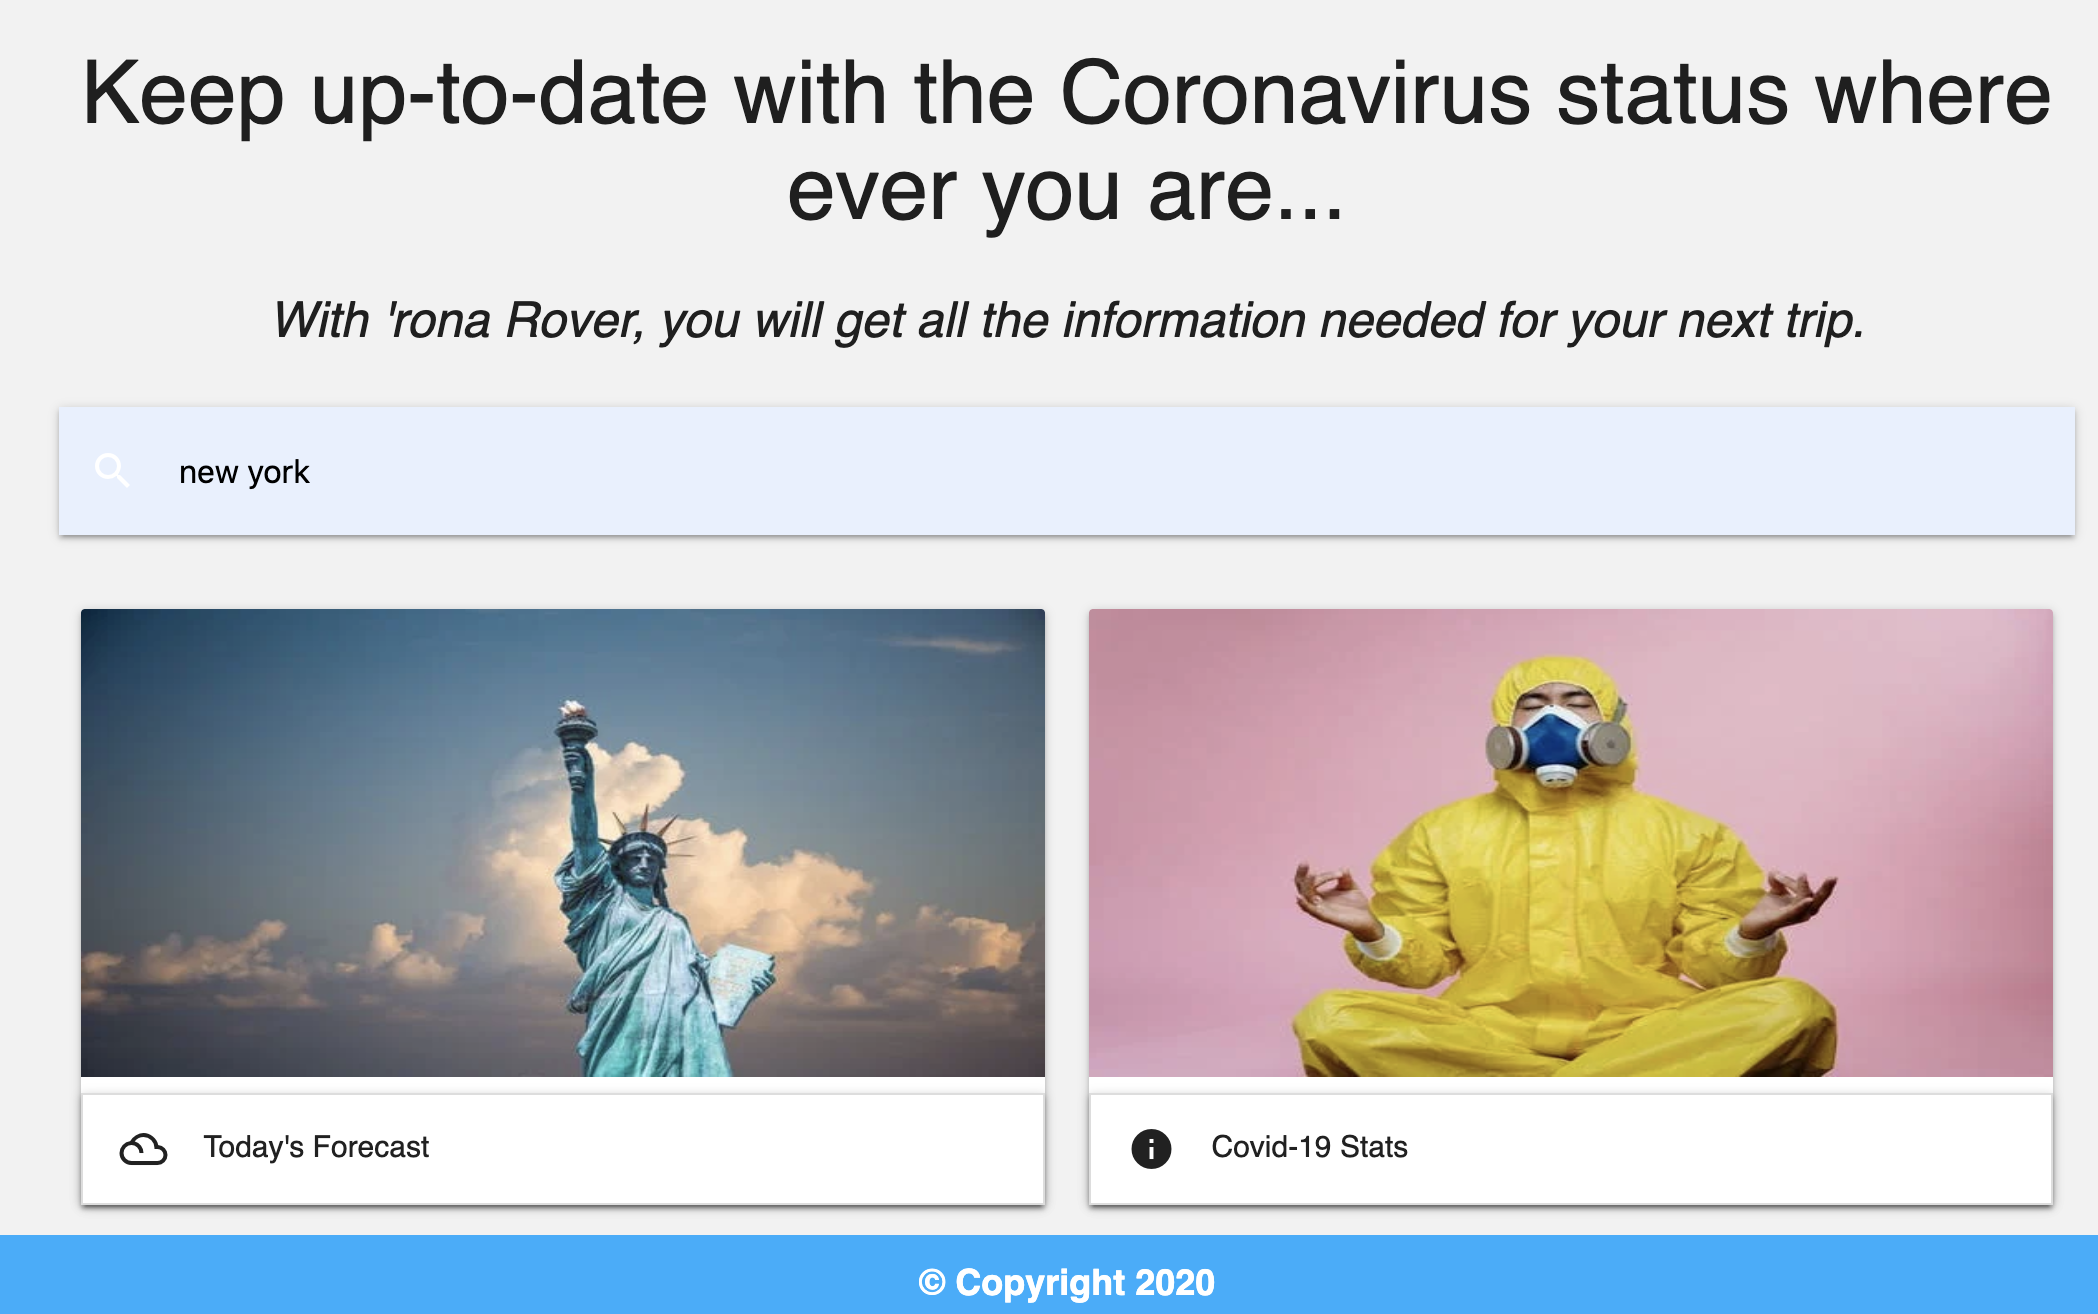 Keep up-to-date with the Coronavirus status where
ever you are...
With 'rona Rover, you will get all the information needed for your next trip.
new york
Today's Forecast
Covid-19 Stats
© Copyright 2020